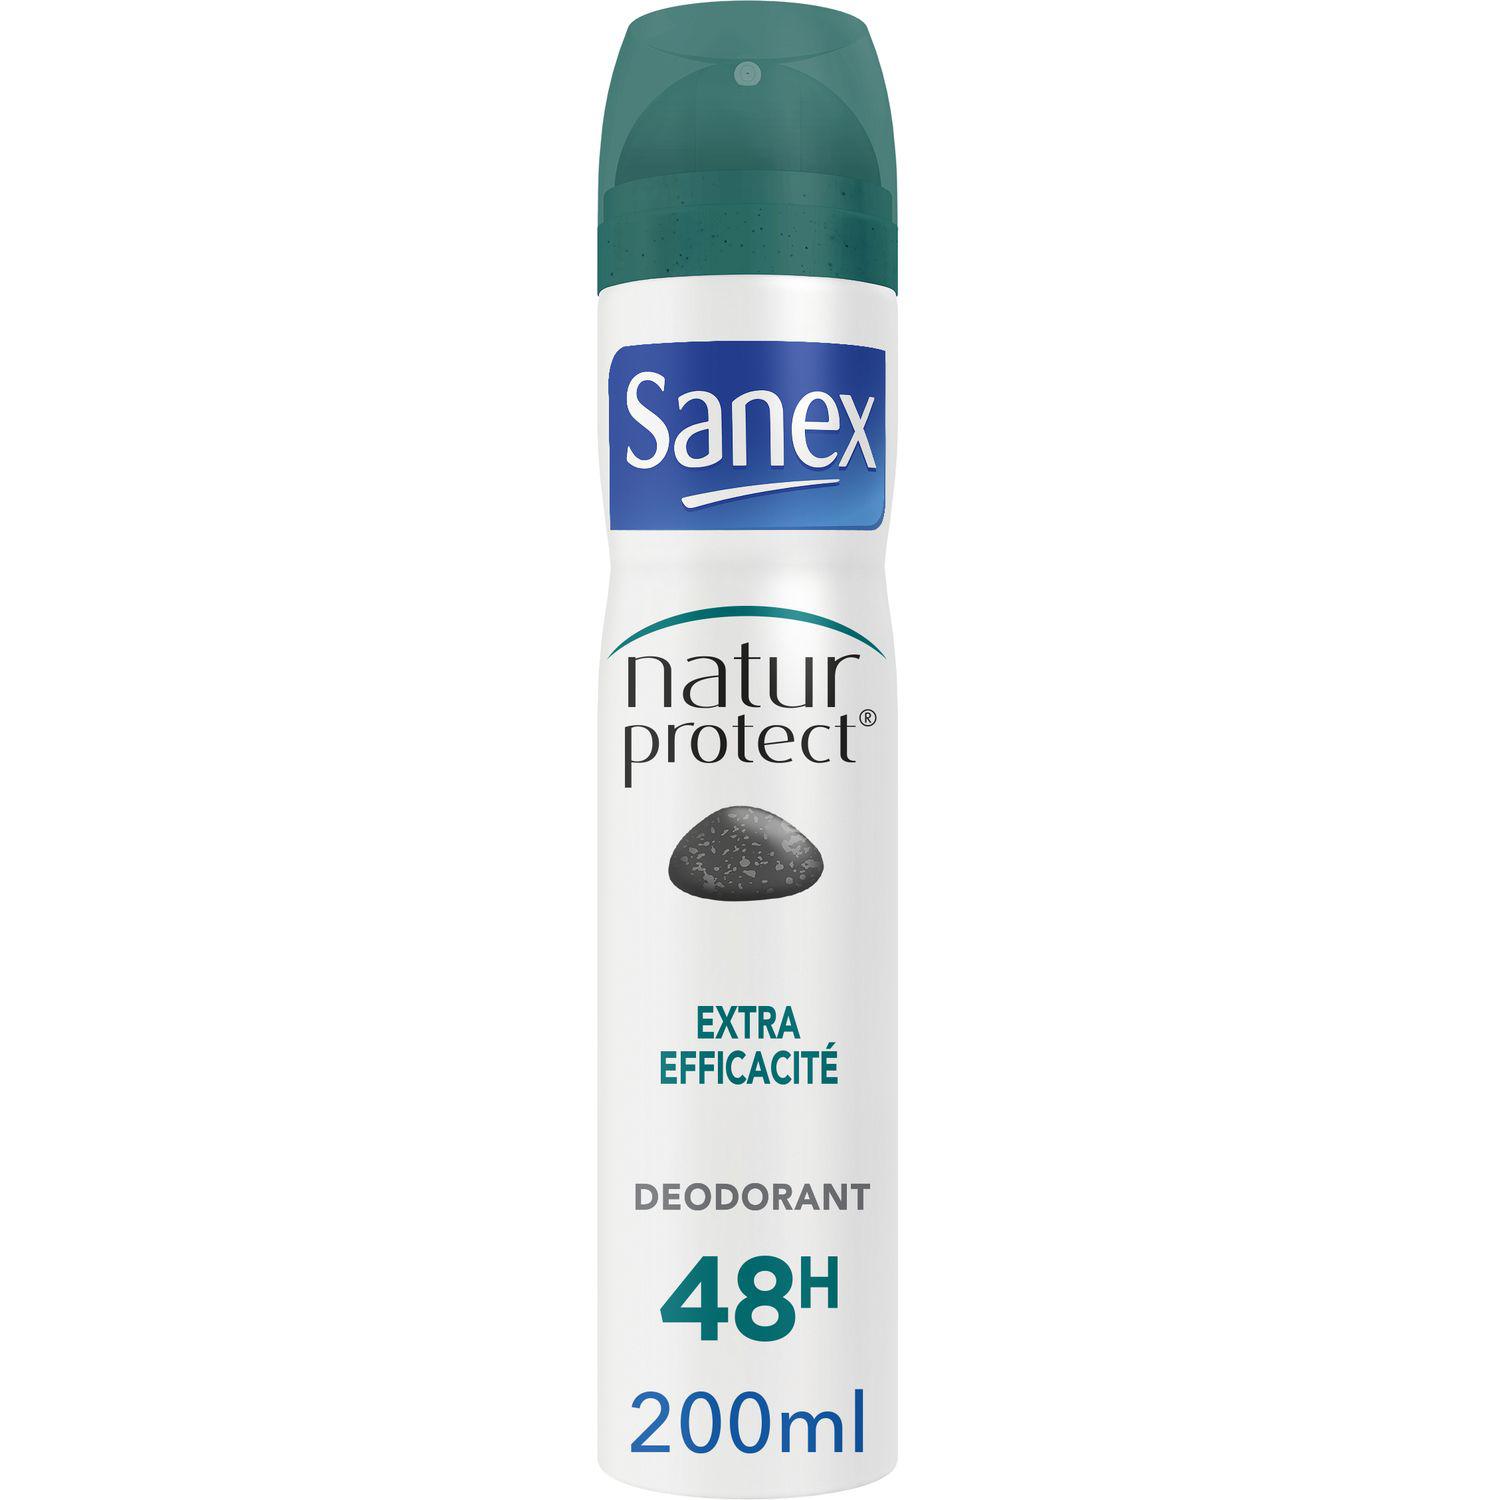 Sanex
natur
protect®
EXTRA
EFFICACITÉ
DEODORANT
48H
200ml